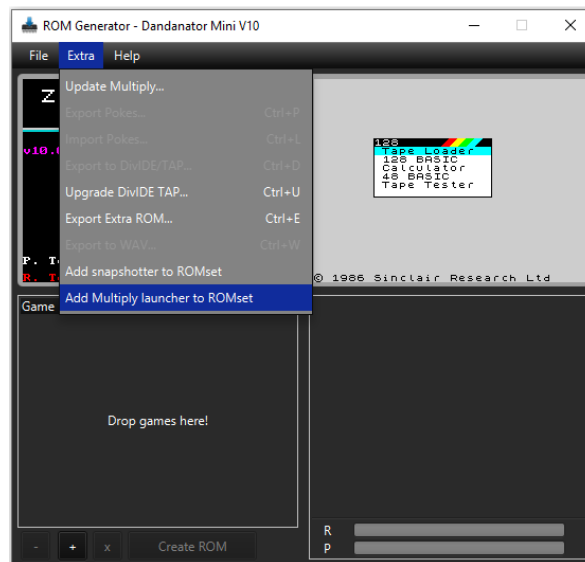 ROM Generator - Dandanator Mini V10
File Extra Help
Update Multiply...
Export Pokes... Ctrl+P
Import Pokes... Ctrl+L
Export to DivIDE/TAP... Ctrl+D
Upgrade DivIDE TAP... Ctrl+U
Export Extra ROM... Ctrl+E
Export to WAV... Ctrl+W
Add snapshotter to ROMset
Add Multiply launcher to ROMset
Z
v10.
P. T
R. T
128
Tape Loader
128 BASIC
Calculator
48 BASIC
Tape Tester
© 1986 Sinclair Research Ltd
Game
Drop games here!
- + x Create ROM
R
P